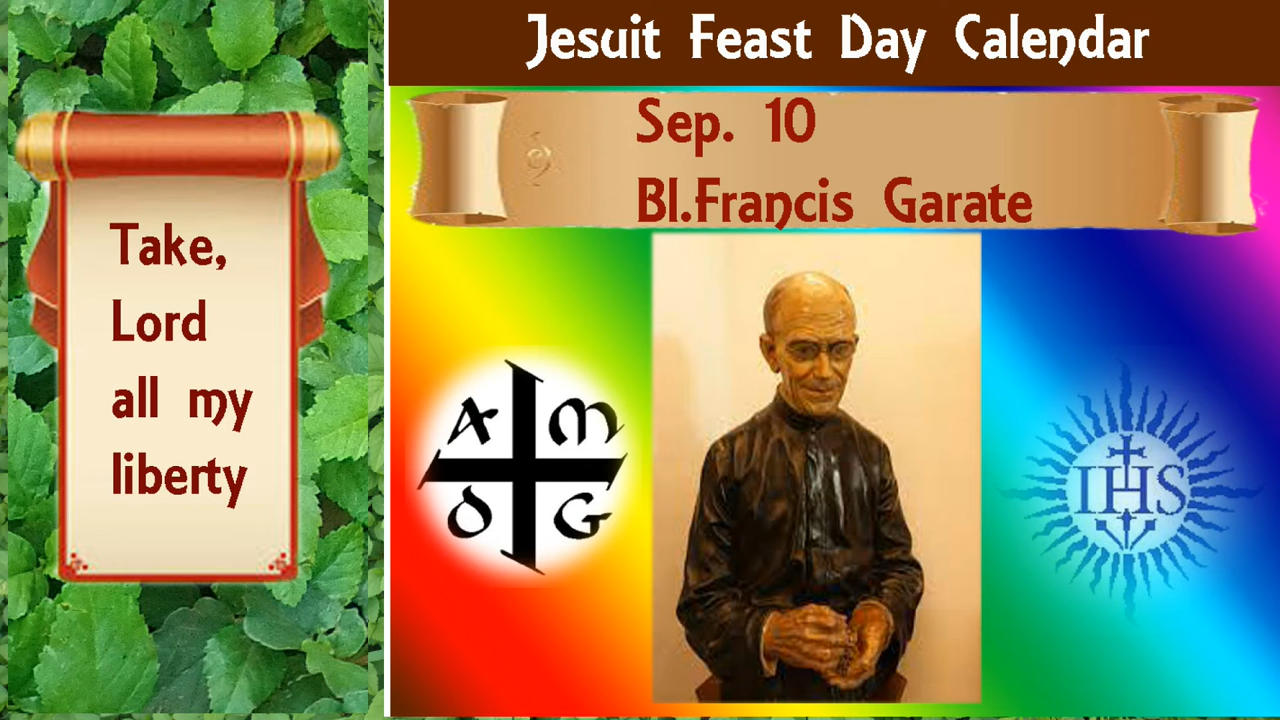 Jesuit Feast Day Calendar
Sep. 10
Bl.Francis Garate
Take,
Lord
all my
liberty
A M
D G
IHS